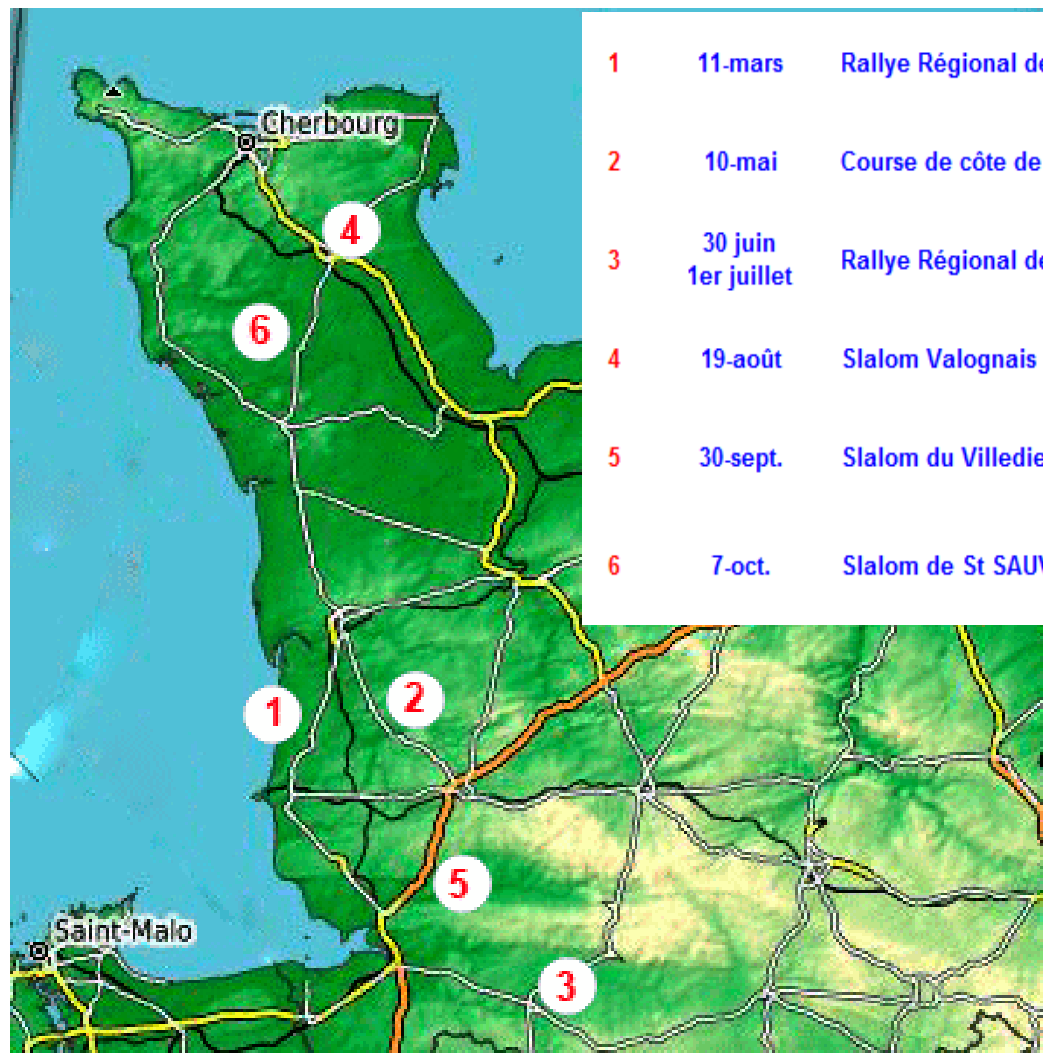 1 11-mars Rallye Régional de
Cherbourg
2 10-mai Course de côte de
4
30 juin
3 1er juillet Rallye Régional de
6
4 19-août Slalom Valognais
5 30-sept. Slalom du Villedie
6 7-oct. Slalom de St SAUV
2
1
5
Saint-Malo
3